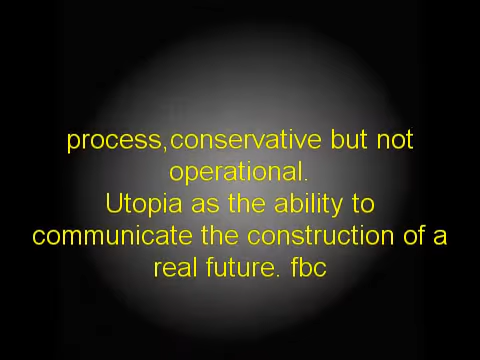 process,conservative but not
operational.
Utopia as the ability to
communicate the construction of a
real future. fbc